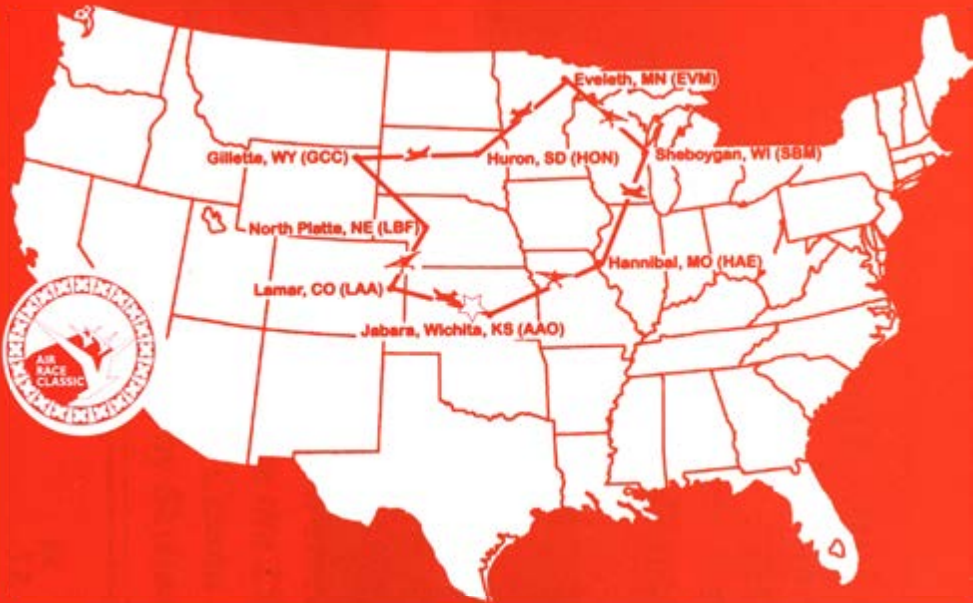 Eveleth, MN (EVM)
Gillette, WY (GCC)
Huron, SD (HON)
Sheboygan, WI (SBM)
North Platte, NE (LBF)
Hannibal, MO (HAE)
Lamar, CO (LAA)
Jabara, Wichita, KS (AAO)
AIR
RACE
CLASSIC